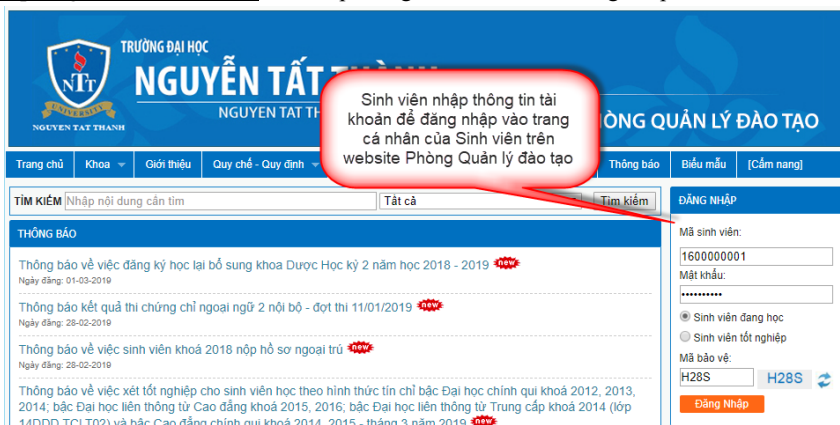 TRƯỜNG ĐẠI HỌC
NGUYỄN TẤT
NGUYEN TAT TH
NTT
UNIVERSITY
NGUYEN TAT THANH
Sinh viên nhập thông tin tài
khoản để đăng nhập vào trang
cá nhân của Sinh viên trên
website Phòng Quản lý đào tạo
ÒNG QUẢN LÝ ĐÀO TẠO
Trang chủ Khoa Giới thiệu Quy chế - Quy định Thông báo Biểu mẫu [Cẩm nang]
TÌM KIẾM Nhập nội dung cần tìm Tất cả Tìm kiếm
THÔNG BÁO
Thông báo về việc đăng ký học lại bổ sung khoa Dược Học kỳ 2 năm học 2018 - 2019 new
Ngày đăng: 01-03-2019
Thông báo kết quả thi chứng chỉ ngoại ngữ 2 nội bộ - đợt thi 11/01/2019 new
Ngày đăng: 28-02-2019
Thông báo về việc sinh viên khoá 2018 nộp hồ sơ ngoại trú new
Ngày đăng: 28-02-2019
Thông báo về việc xét tốt nghiệp cho sinh viên học theo hình thức tín chỉ bậc Đại học chính qui khoá 2012, 2013,
2014; bậc Đại học liên thông từ Cao đẳng khoá 2015, 2016; bậc Đại học liên thông từ Trung cấp khoá 2014 (lớp
14DDD.TCLT02) và bậc Cao đẳng chính qui khoá 2014, 2015 - tháng 3 năm 2019 new
ĐĂNG NHẬP
Mã sinh viên:
1600000001
Mật khẩu:
••••••••••
Sinh viên đang học
Sinh viên tốt nghiệp
Mã bảo vệ:
H28S H28S
Đăng Nhập